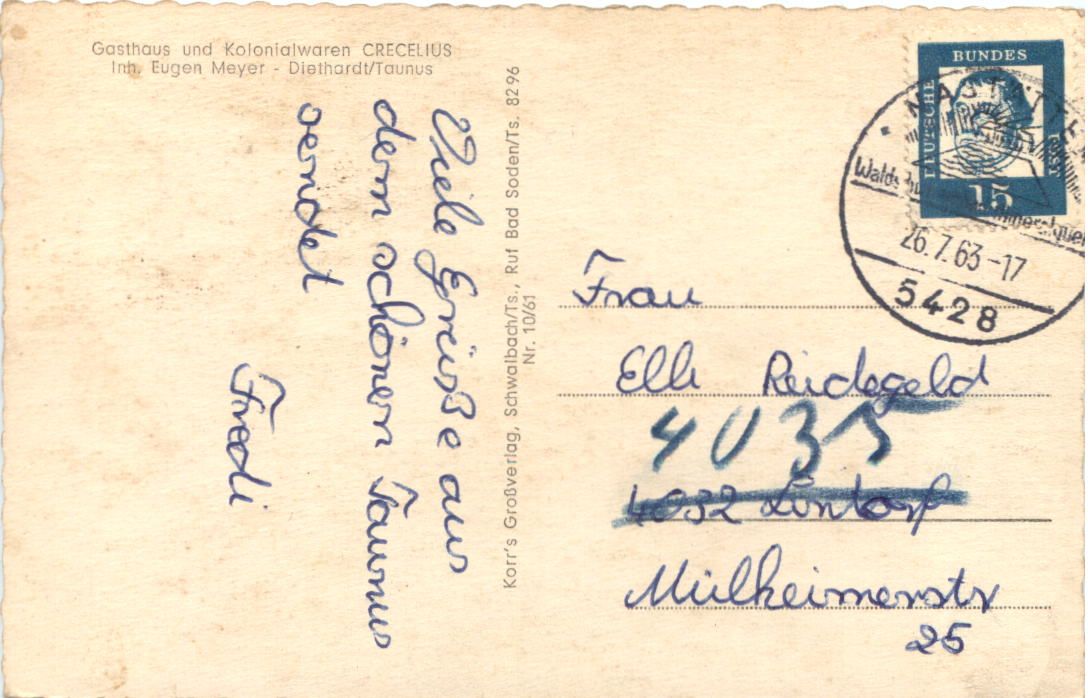 Gasthaus und Kolonialwaren CRECELIUS
Inh. Eugen Meyer - Diethardt/Taunus
Viele Grüße aus
dem schönen Taunus
sendet
Fredi
Korr's Großverlag, Schwalbach/Ts., Ruf Bad Soden/Ts. 8296
Nr. 10/61
DEUTSCHE
BUNDES
POST
15
NASTÄTTEN
26.7.63-17
5428
Frau
Elli Reidegeld
4035
4032 Lintorf
Mülheimerstr
25